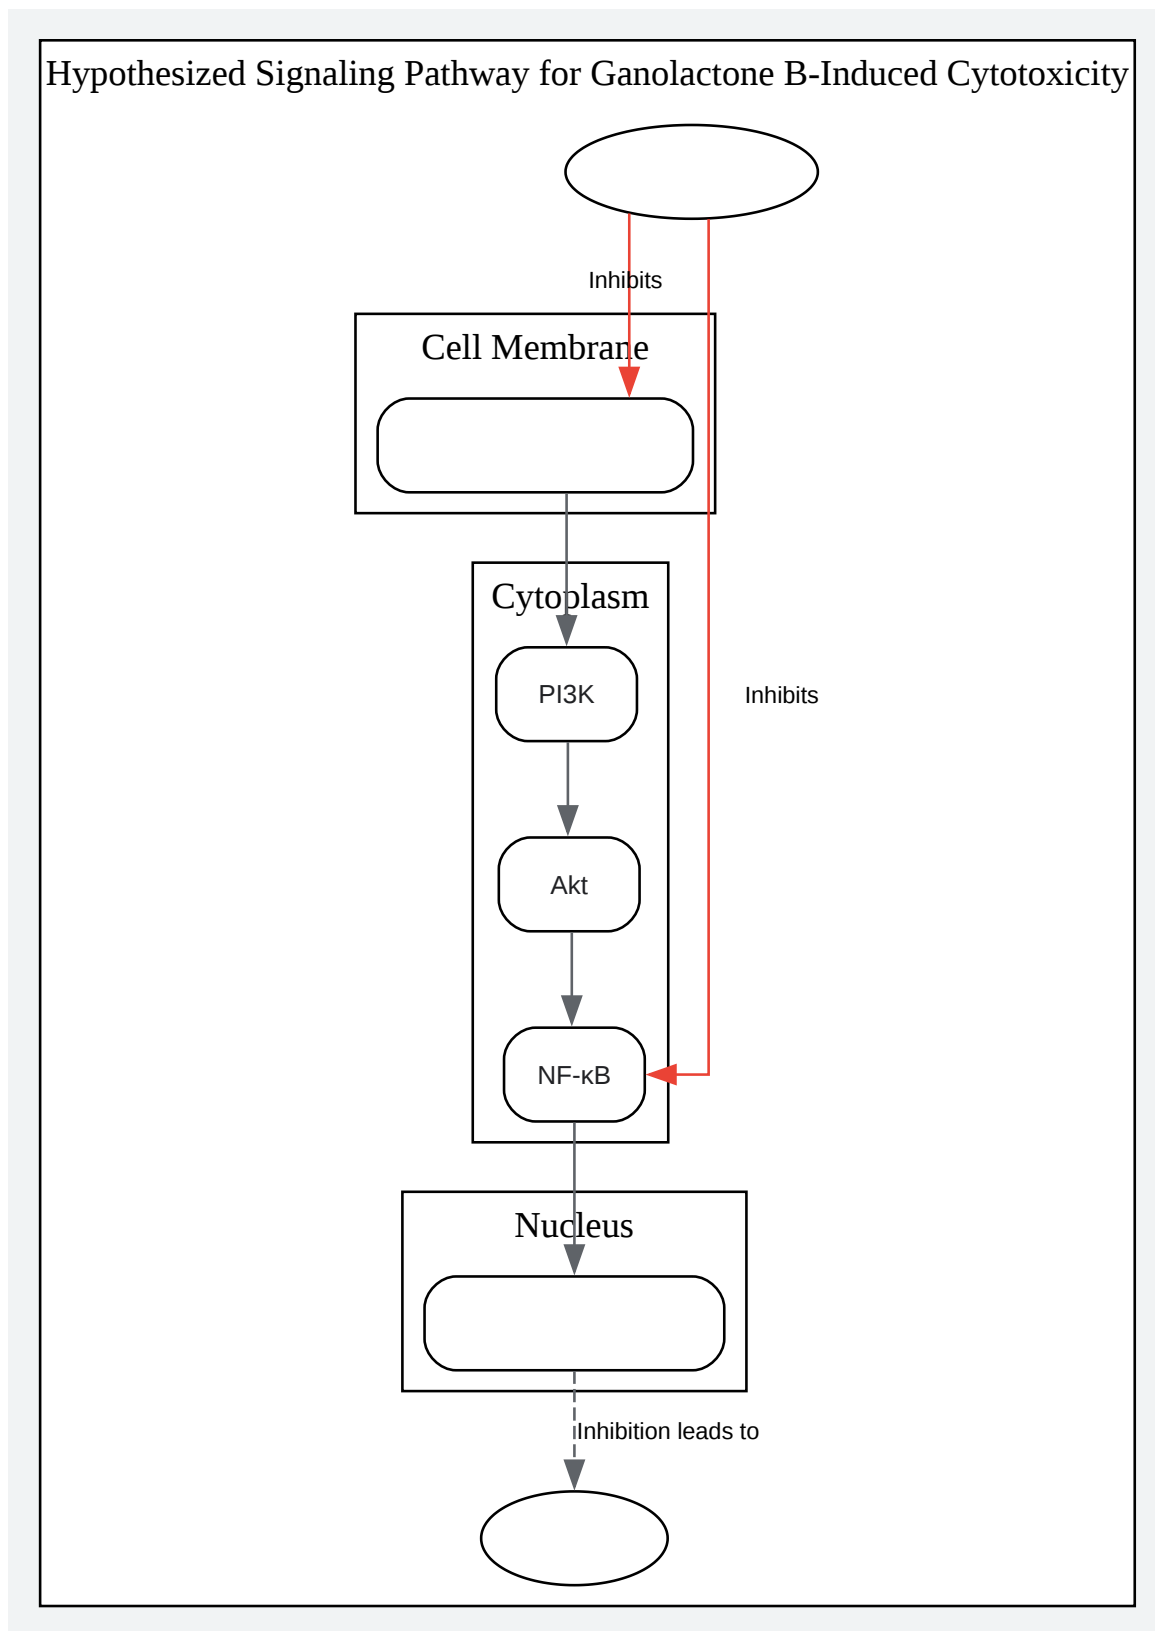 Hypothesized Signaling Pathway for Ganolactone B-Induced Cytotoxicity
Inhibits
Cell Membrane
Cytoplasm
PI3K
Inhibits
Akt
NF-κB
Nucleus
Inhibition leads to